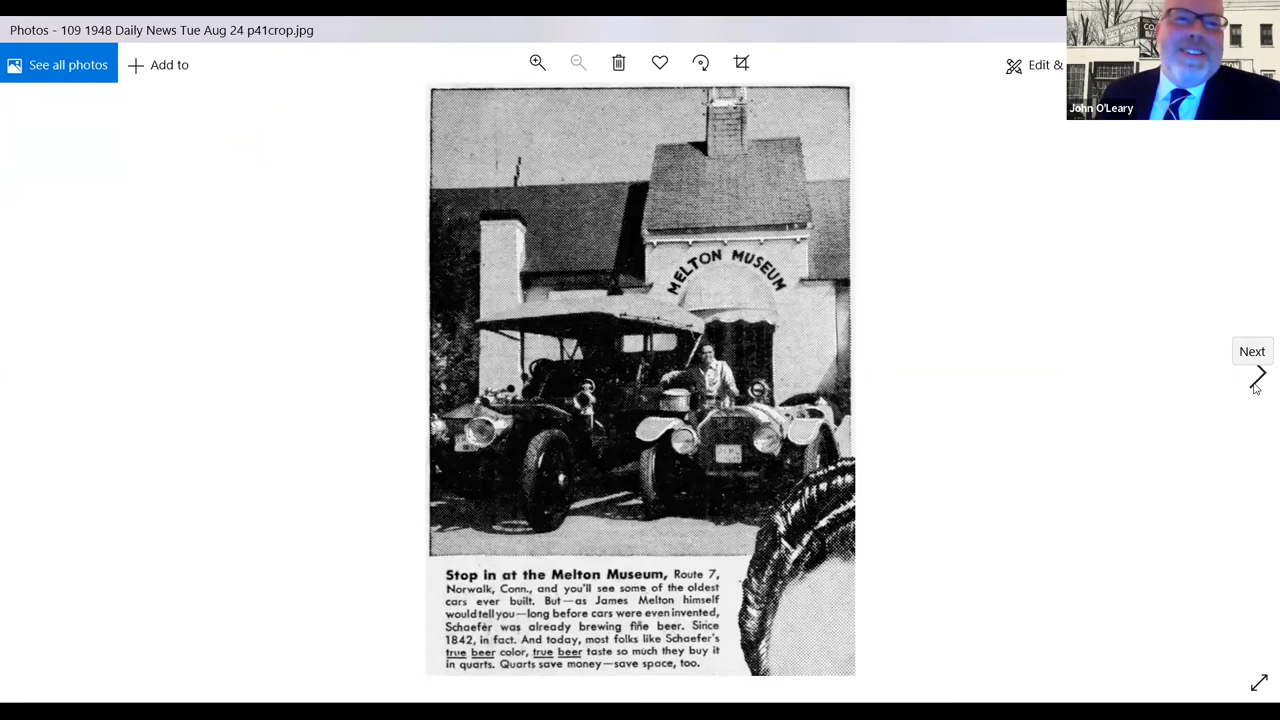 Photos - 109 1948 Daily News Tue Aug 24 p41crop.jpg
See all photos
Add to
Edit &
John O'Leary
MELTON MUSEUM
Next
Stop in at the Melton Museum, Route 7,
Norwalk, Conn., and you'll see some of the oldest
cars ever built. But—as James Melton himself
would tell you—long before cars were even invented,
Schaefer was already brewing fine beer. Since
1842, in fact. And today, most folks like Schaefer's
true beer color, true beer taste so much they buy it
in quarts. Quarts save money—save space, too.